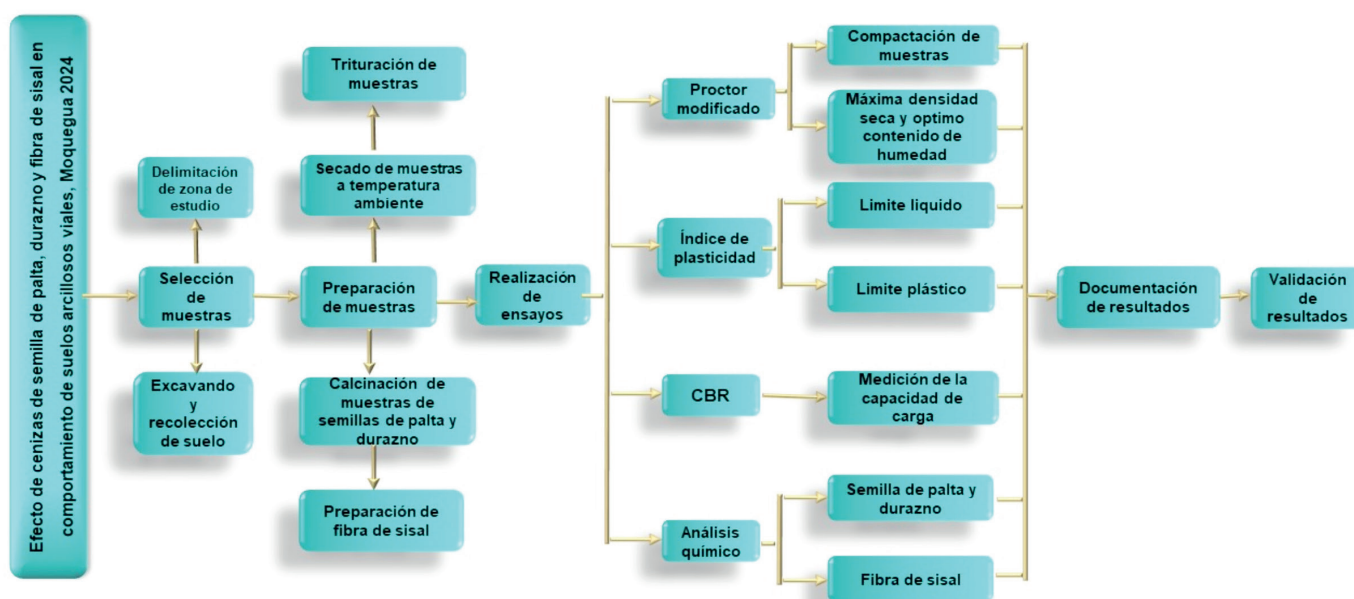 Efecto de cenizas de semilla de palta, durazno y fibra de sisal en
comportamiento de suelos arcillosos viales, Moquegua 2024
Delimitación
de zona de
estudio
Selección
de
muestras
Excavando
y
recolección
de suelo
Trituración de
muestras
Secado de muestras
a temperatura
ambiente
Preparación
de muestras
Calcinación de
muestras de
semillas de palta y
durazno
Preparación de
fibra de sisal
Realización
de
ensayos
Proctor
modificado
Compactación de
muestras
Máxima densidad
seca y optimo
contenido de
humedad
Índice de
plasticidad
Limite liquido
Limite plástico
CBR
Medición de la
capacidad de
carga
Análisis
químico
Semilla de palta y
durazno
Fibra de sisal
Documentación
de resultados
Validación
de
resultados